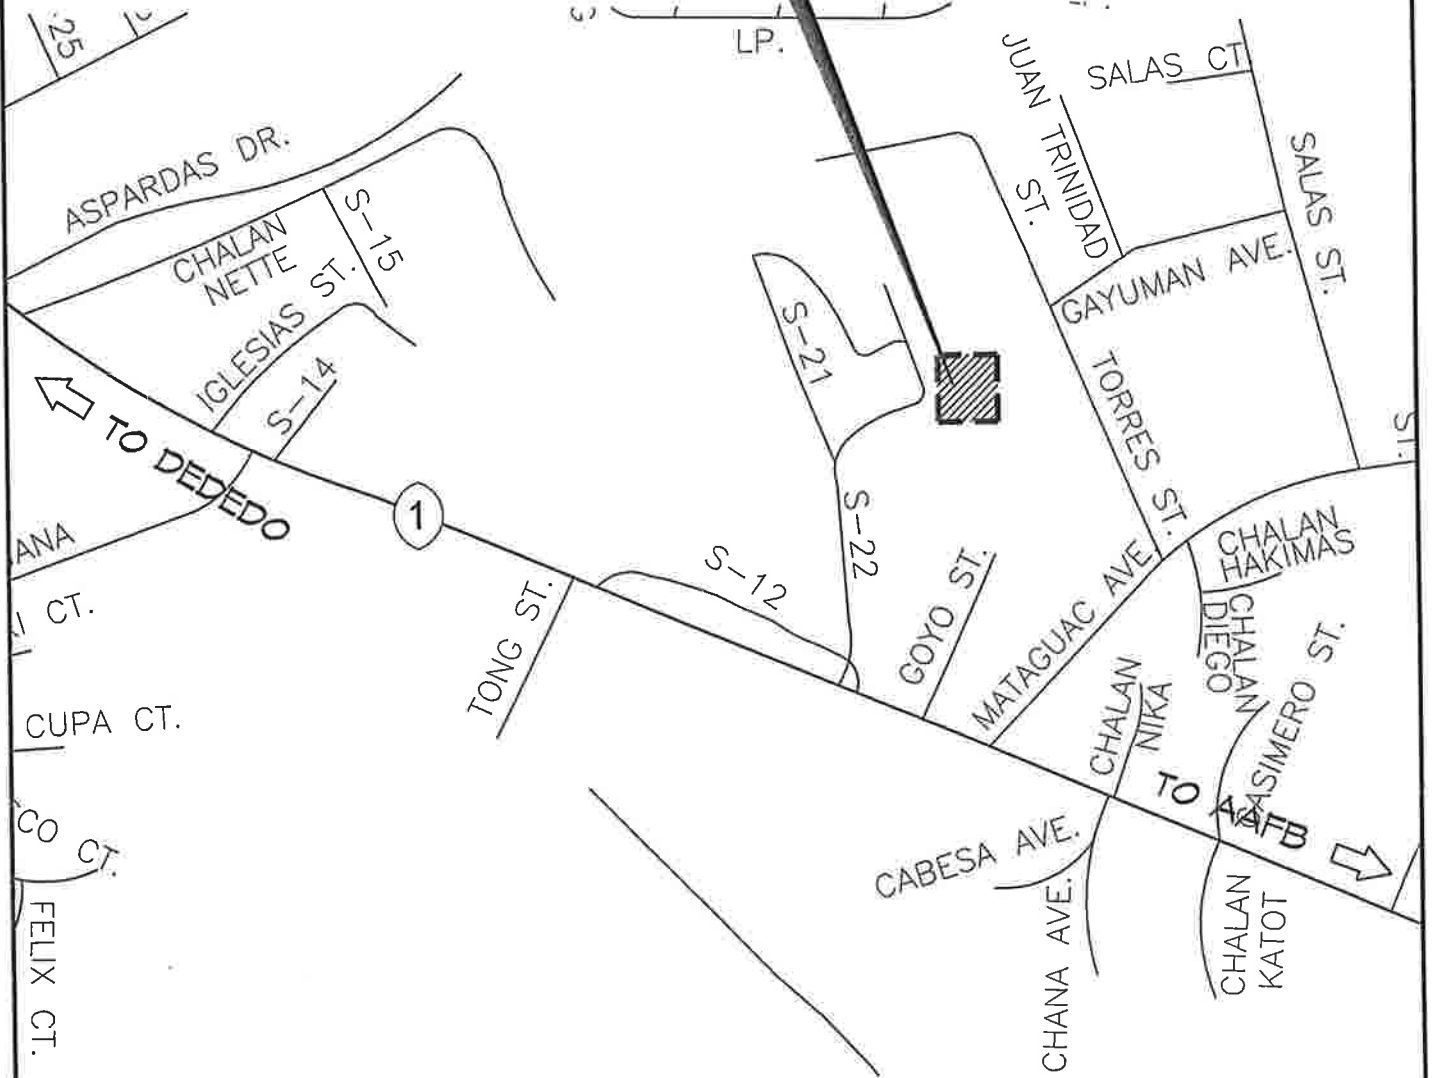 25
LP.
JUAN TRINIDAD
ST.
SALAS CT.
SALAS ST.
ASPARDAS DR.
S-15
CHALAN
NETTE
IGLESIAS ST.
S-14
GAYUMAN AVE.
S-21
TORRES ST.
ST.
TO DEDEDO
1
S-22
S-12
ANA
CT.
TONG ST.
GOYO ST.
MATAGUAC AVE.
CHALAN
HAKIMAS
CHALAN
DIEGO
CHALAN
NIKA
CASIMERO ST.
CUPA CT.
TO AAFB
CO CT.
CABESA AVE.
CHANA AVE.
CHALAN
KATOT
FELIX CT.